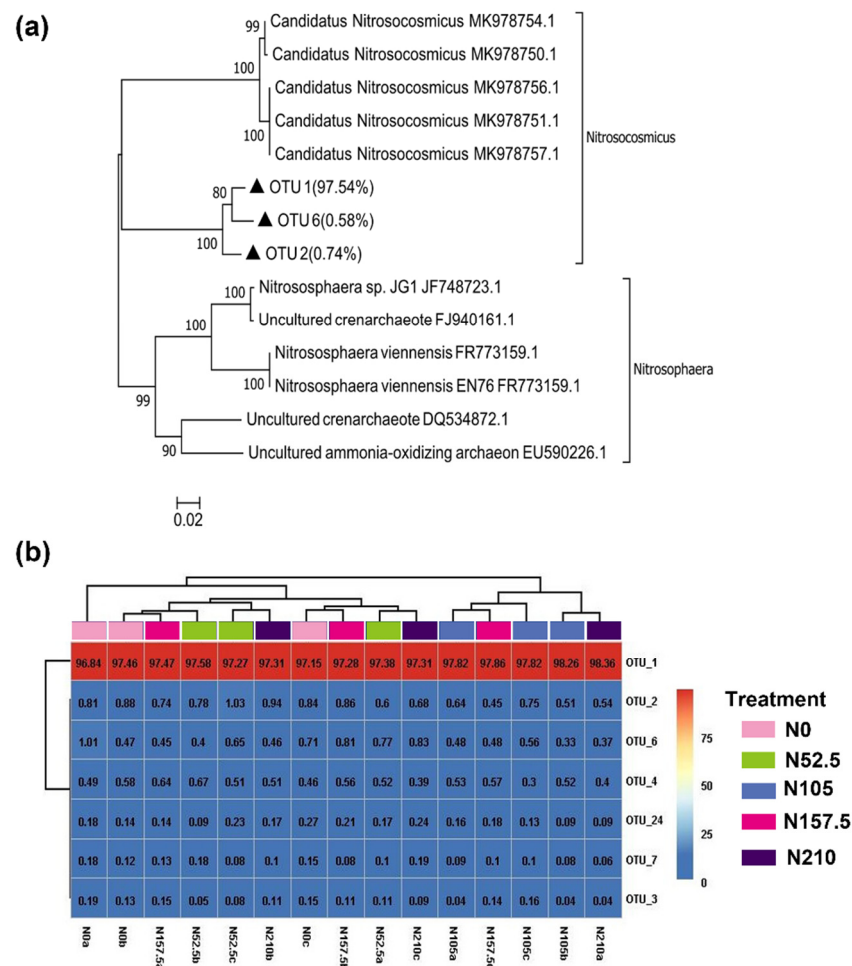 (a)
Candidatus Nitrosocosmicus MK978754.1
99
Candidatus Nitrosocosmicus MK978750.1
100
Candidatus Nitrosocosmicus MK978756.1
Candidatus Nitrosocosmicus MK978751.1
100
Candidatus Nitrosocosmicus MK978757.1
Nitrosocosmicus
80
OTU 1(97.54%)
OTU 6(0.58%)
100
OTU 2(0.74%)
100
Nitrososphaera sp. JG1 JF748723.1
Uncultured crenarchaeote FJ940161.1
100
Nitrososphaera viennensis FR773159.1
100
Nitrososphaera viennensis EN76 FR773159.1
Nitrosophaera
99
Uncultured crenarchaeote DQ534872.1
90
Uncultured ammonia-oxidizing archaeon EU590226.1
0.02
(b)
96.84 97.46 97.47 97.58 97.27 97.31 97.15 97.28 97.38 97.31 97.82 97.86 97.82 98.26 98.36 OTU_1
0.81 0.88 0.74 0.78 1.03 0.94 0.84 0.86 0.6 0.68 0.64 0.45 0.75 0.51 0.54 OTU_2
1.01 0.47 0.45 0.4 0.65 0.46 0.71 0.81 0.77 0.83 0.48 0.48 0.56 0.33 0.37 OTU_6
0.49 0.58 0.64 0.67 0.51 0.51 0.46 0.56 0.52 0.39 0.53 0.57 0.3 0.52 0.4 OTU_4
0.18 0.14 0.14 0.09 0.23 0.17 0.27 0.21 0.17 0.24 0.16 0.18 0.13 0.09 0.09 OTU_24
0.18 0.12 0.13 0.18 0.08 0.1 0.15 0.08 0.1 0.19 0.09 0.1 0.1 0.08 0.06 OTU_7
0.19 0.13 0.15 0.05 0.08 0.11 0.15 0.11 0.11 0.09 0.04 0.14 0.16 0.04 0.04 OTU_3
N0a N0b N52.5b N52.5c N210b N0c N52.5a N210c N105a N105c N105b N210a
75
50
25
0
Treatment
N0
N52.5
N105
N157.5
N210